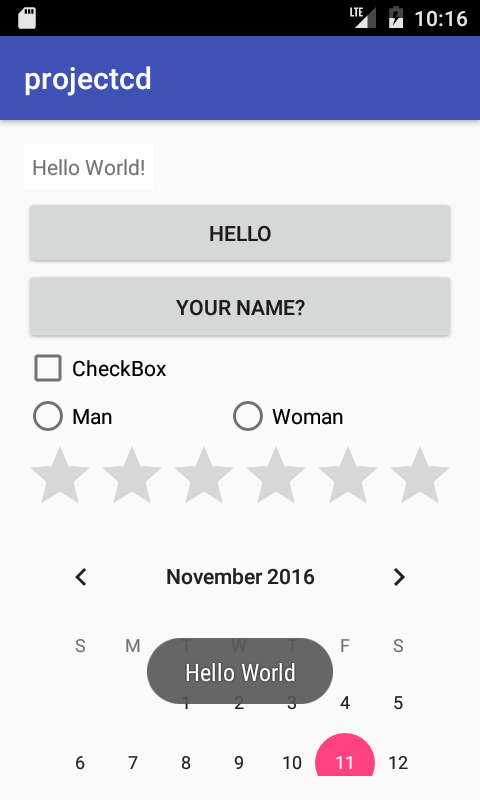 LTE 10:16
projectcd
Hello World!
HELLO
YOUR NAME?
CheckBox
Man Woman
November 2016
S M T W T F S
Hello World
1 2 3 4 5
6 7 8 9 10 11 12